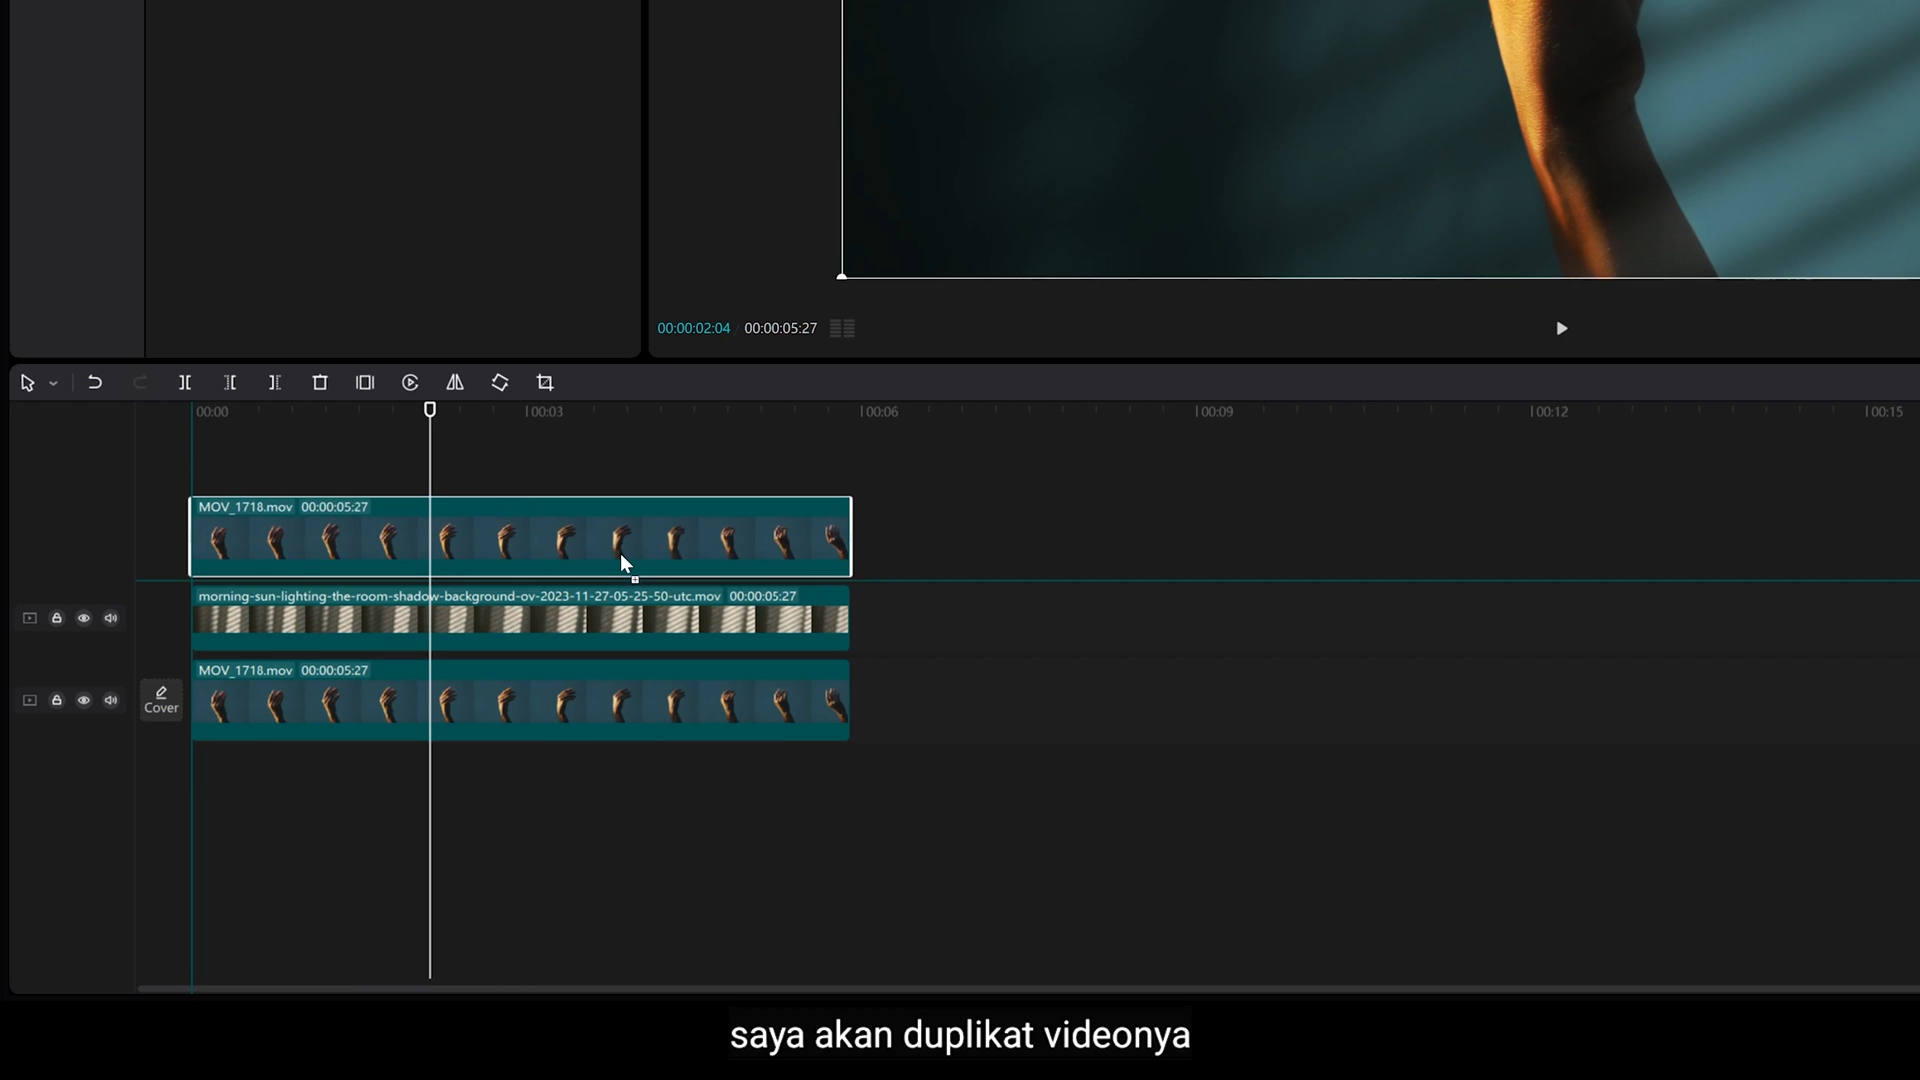 00:00:02:04 00:00:05:27
00:00 00:03 00:06 00:09 00:12 00:15
MOV_1718.mov 00:00:05:27
morning-sun-lighting-the-room-shadow-background-ov-2023-11-27-05-25-50-utc.mov 00:00:05:27
MOV_1718.mov 00:00:05:27
Cover
saya akan duplikat videonya